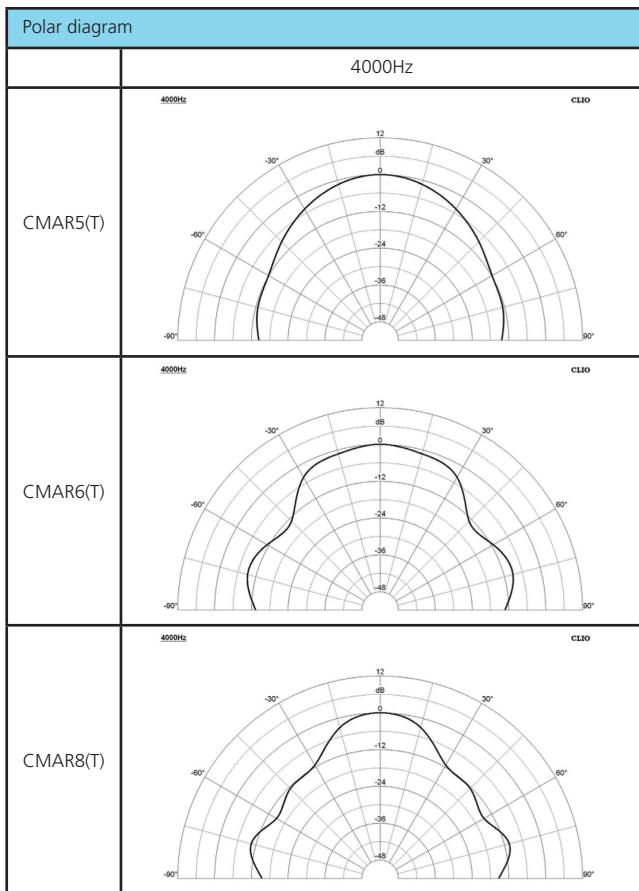 Polar diagram
4000Hz
CMAR5(T)
4000Hz CLIO
12
dB
-30° 30°
0
-12
-60° 60°
-24
-36
-48
-90° 90°
CMAR6(T)
4000Hz CLIO
12
dB
-30° 30°
0
-12
-60° 60°
-24
-36
-48
-90° 90°
CMAR8(T)
4000Hz CLIO
12
dB
-30° 30°
0
-12
-60° 60°
-24
-36
-48
-90° 90°